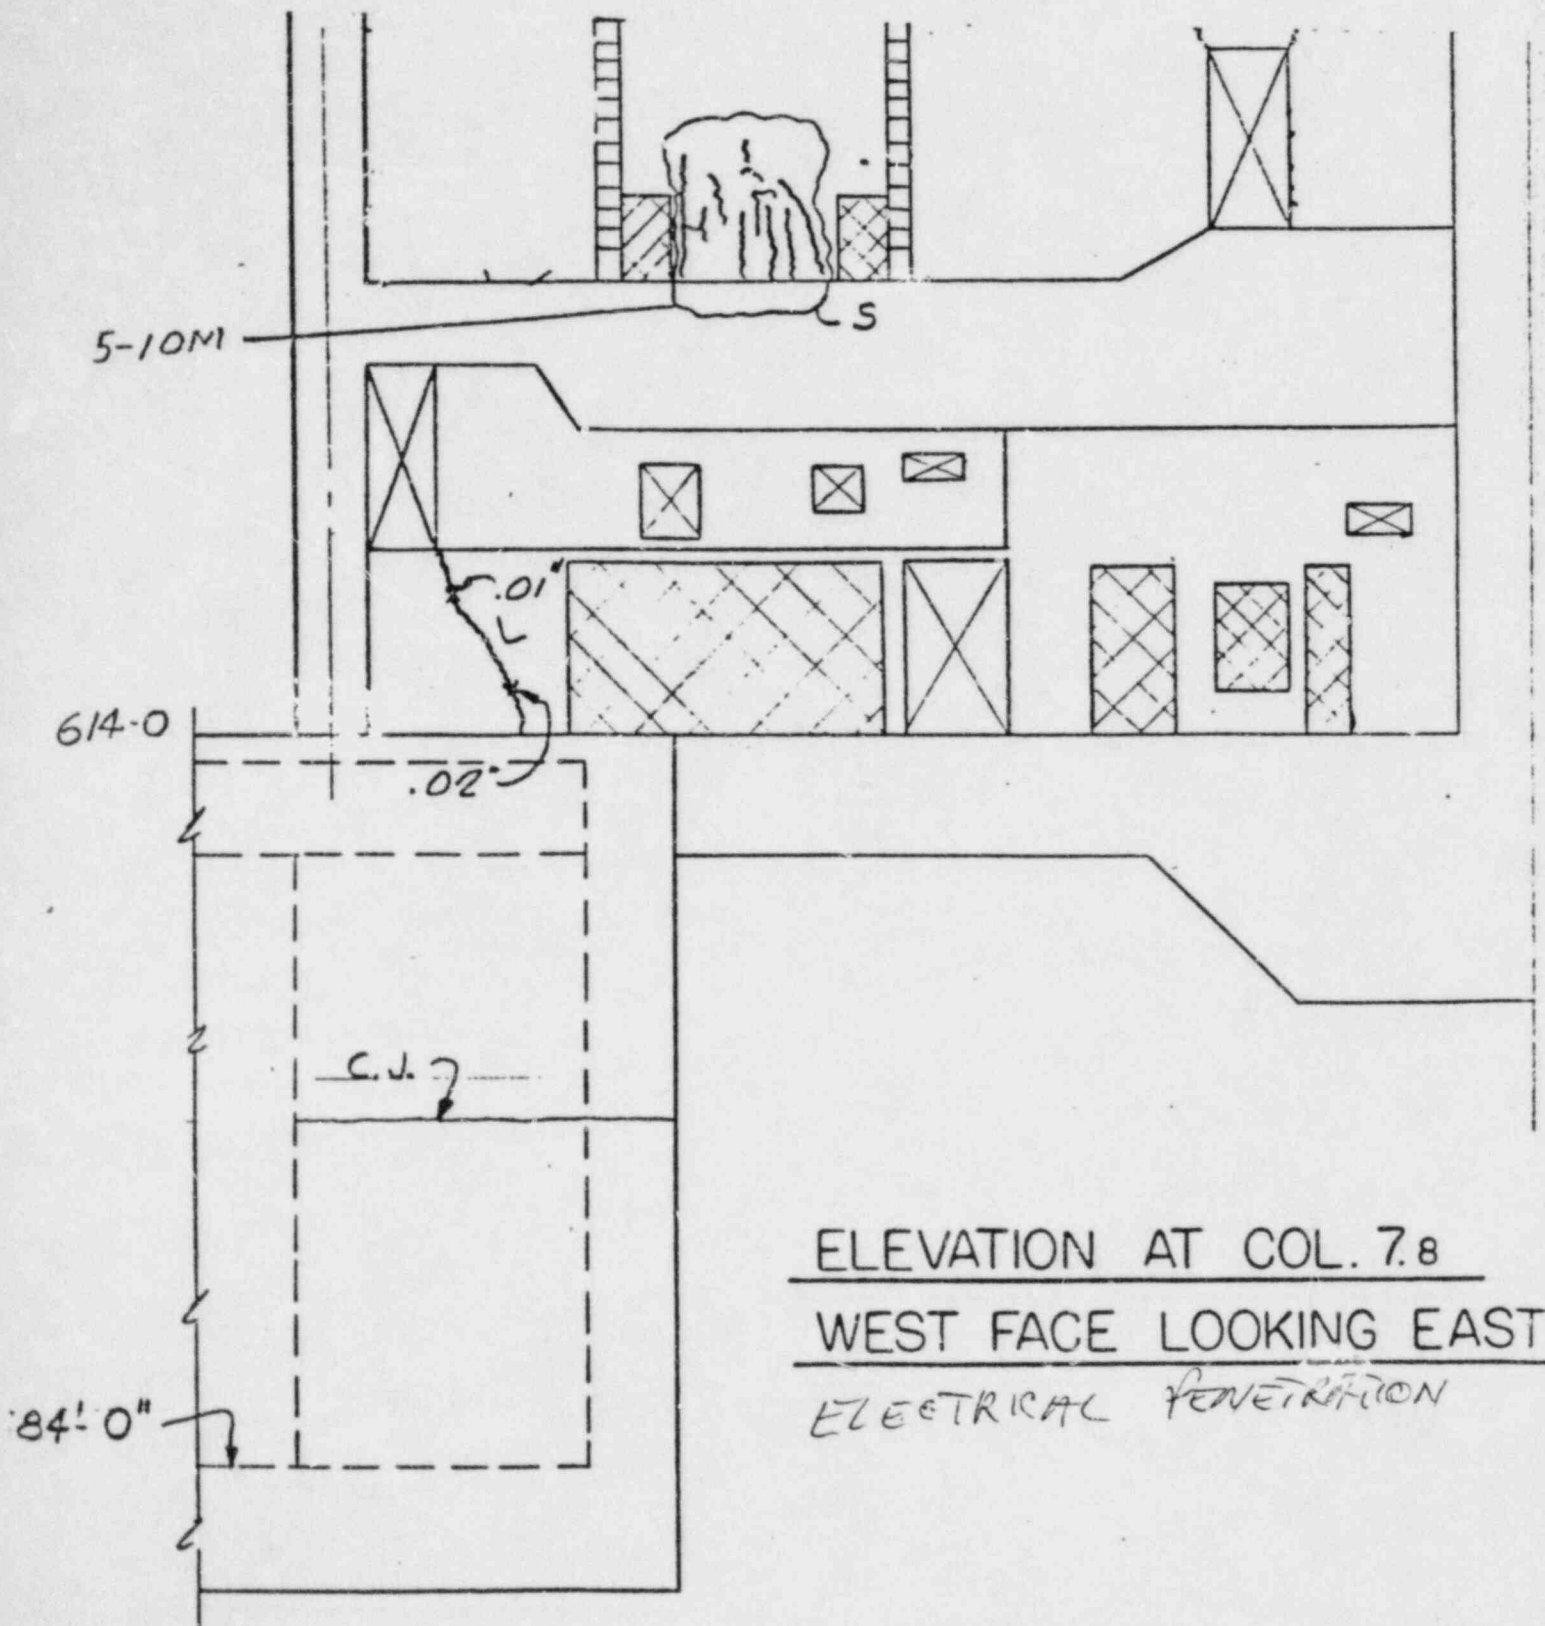 5-10M
S
.01"
L
614-0
.02"
C.J.
84'-0"
ELEVATION AT COL. 7.8
WEST FACE LOOKING EAST
ELECTRICAL PENETRATION